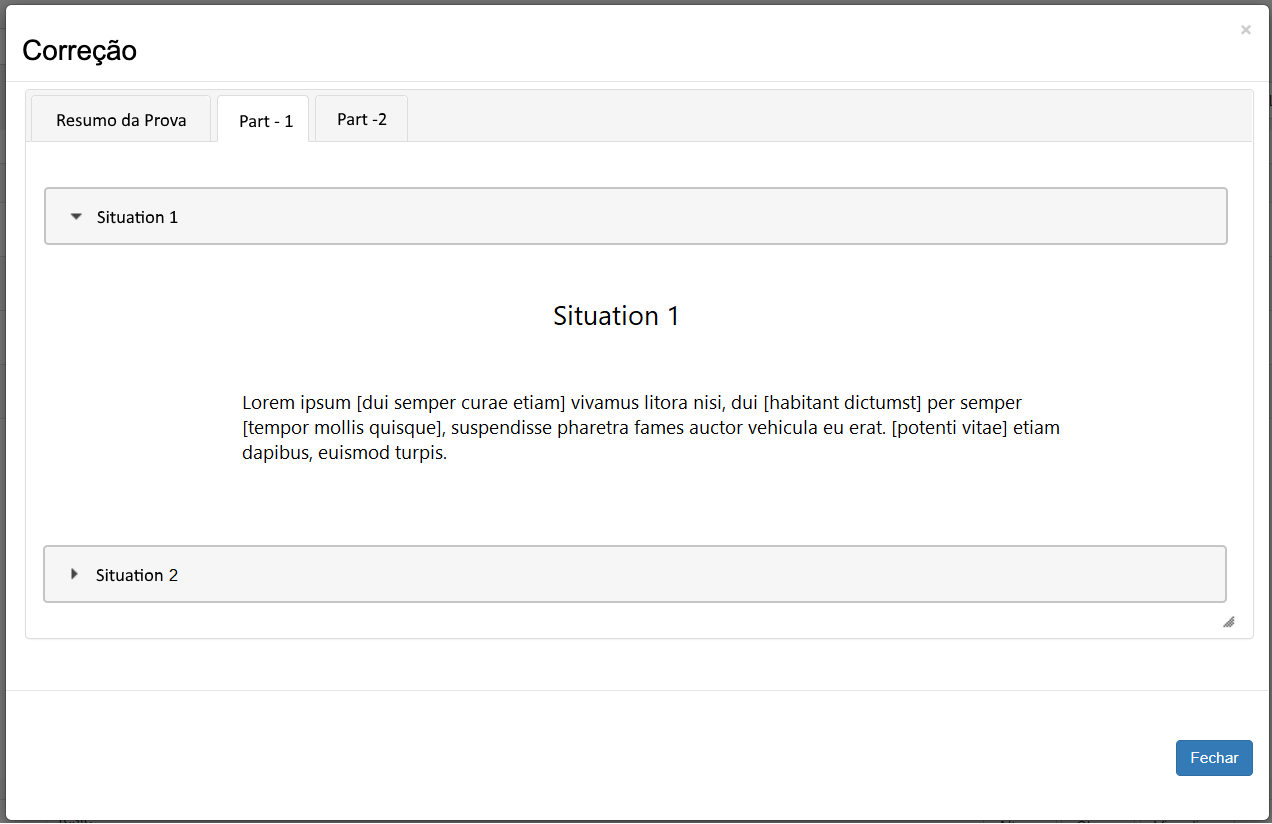 ×
Correção
Resumo da Prova
Part - 1
Part -2
Situation 1
Situation 1
Lorem ipsum [dui semper curae etiam] vivamus litora nisi, dui [habitant dictumst] per semper
[tempor mollis quisque], suspendisse pharetra fames auctor vehicula eu erat. [potenti vitae] etiam
dapibus, euismod turpis.
Situation 2
Fechar